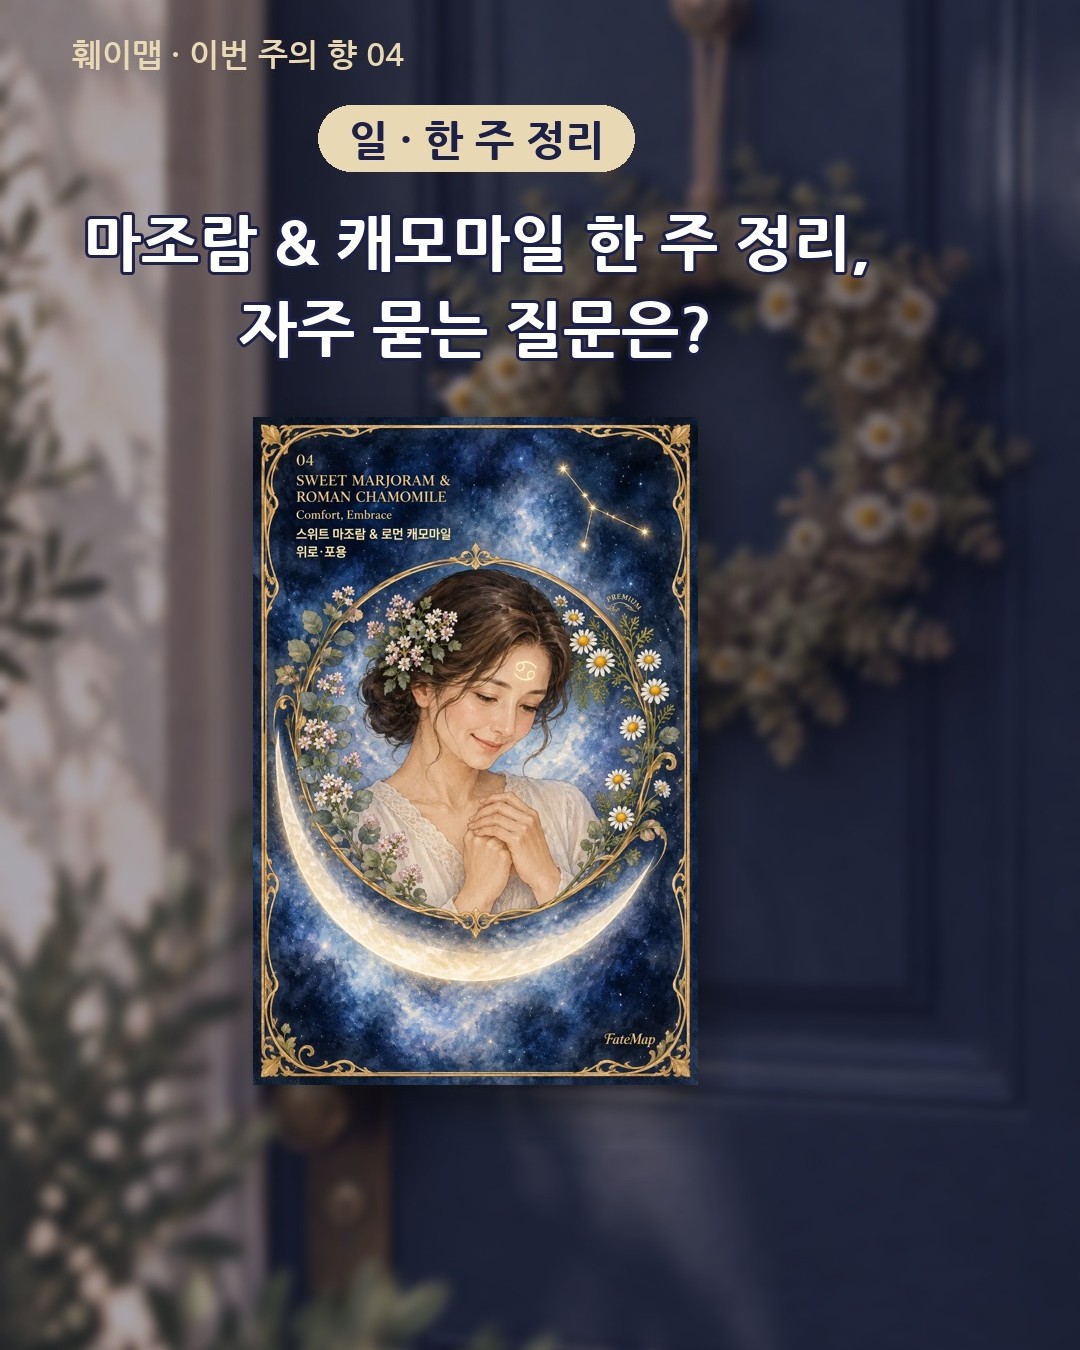 훼이맵 · 이번 주의 향 04
일 · 한 주 정리
마조람 & 캐모마일 한 주 정리,
자주 묻는 질문은?
04
SWEET MARJORAM &
ROMAN CHAMOMILE
Comfort, Embrace
스위트 마조람 & 로먼 캐모마일
위로·포용
PREMIUM
FateMap